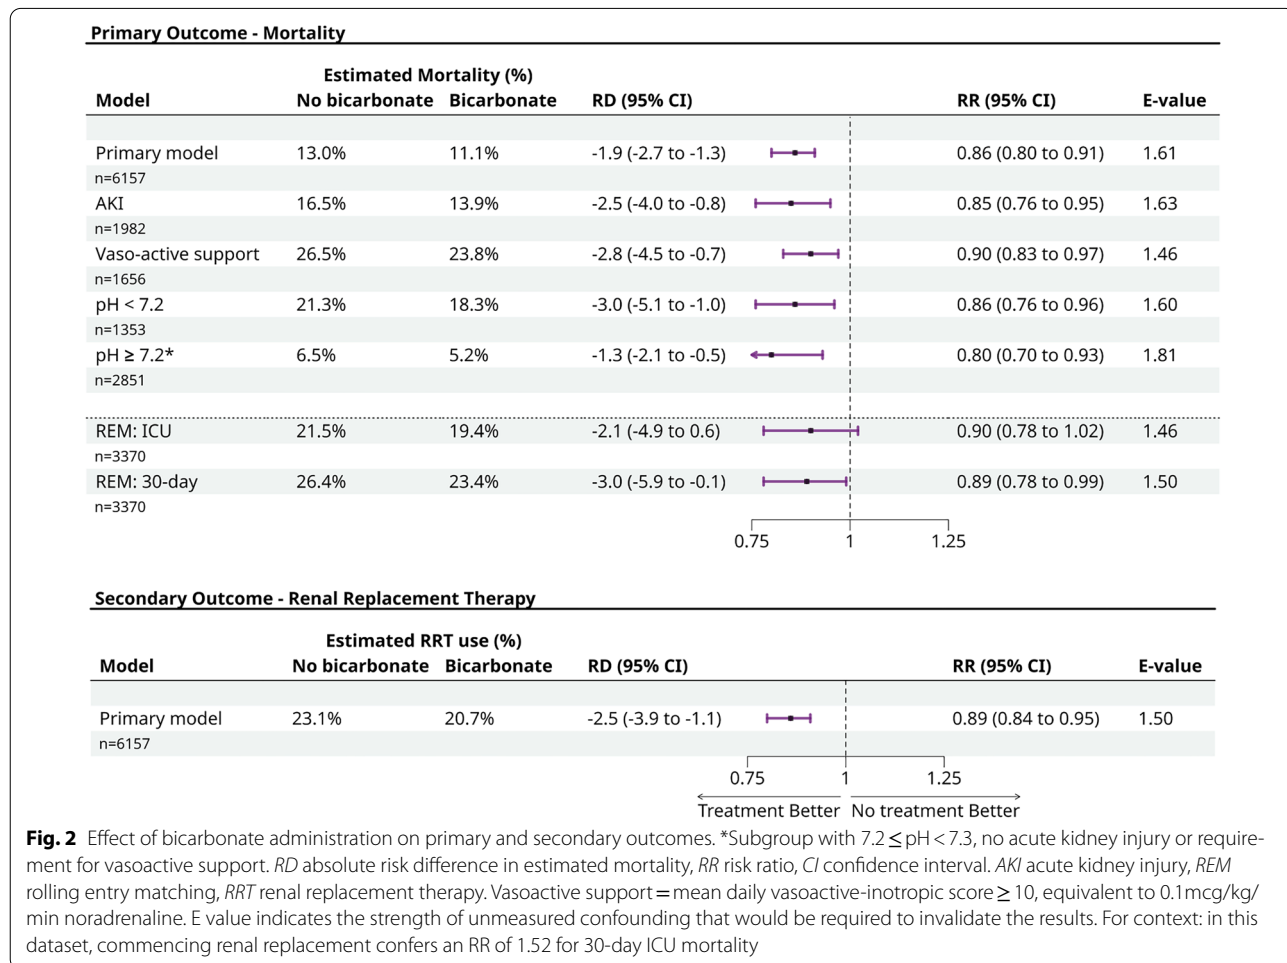 Primary Outcome - Mortality
Estimated Mortality (%)
Model No bicarbonate Bicarbonate RD (95% CI) RR (95% CI) E-value
Primary model 13.0% 11.1% -1.9 (-2.7 to -1.3) 0.86 (0.80 to 0.91) 1.61
n=6157
AKI 16.5% 13.9% -2.5 (-4.0 to -0.8) 0.85 (0.76 to 0.95) 1.63
n=1982
Vaso-active support 26.5% 23.8% -2.8 (-4.5 to -0.7) 0.90 (0.83 to 0.97) 1.46
n=1656
pH < 7.2 21.3% 18.3% -3.0 (-5.1 to -1.0) 0.86 (0.76 to 0.96) 1.60
n=1353
pH ≥ 7.2* 6.5% 5.2% -1.3 (-2.1 to -0.5) 0.80 (0.70 to 0.93) 1.81
n=2851
REM: ICU 21.5% 19.4% -2.1 (-4.9 to 0.6) 0.90 (0.78 to 1.02) 1.46
n=3370
REM: 30-day 26.4% 23.4% -3.0 (-5.9 to -0.1) 0.89 (0.78 to 0.99) 1.50
n=3370
0.75 1 1.25
Secondary Outcome - Renal Replacement Therapy
Estimated RRT use (%)
Model No bicarbonate Bicarbonate RD (95% CI) RR (95% CI) E-value
Primary model 23.1% 20.7% -2.5 (-3.9 to -1.1) 0.89 (0.84 to 0.95) 1.50
n=6157
0.75 1 1.25
Treatment Better No treatment Better
Fig. 2 Effect of bicarbonate administration on primary and secondary outcomes. *Subgroup with 7.2 ≤ pH < 7.3, no acute kidney injury or require-
ment for vasoactive support. RD absolute risk difference in estimated mortality, RR risk ratio, CI confidence interval. AKI acute kidney injury, REM
rolling entry matching, RRT renal replacement therapy. Vasoactive support = mean daily vasoactive-inotropic score ≥ 10, equivalent to 0.1mcg/kg/
min noradrenaline. E value indicates the strength of unmeasured confounding that would be required to invalidate the results. For context: in this
dataset, commencing renal replacement confers an RR of 1.52 for 30-day ICU mortality